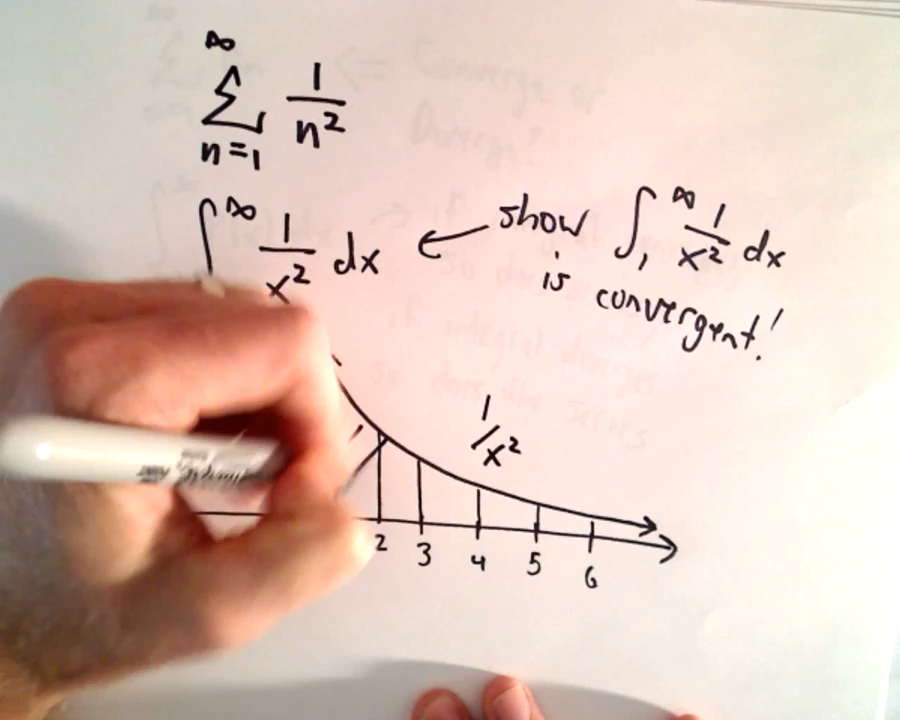 ∞
∑ 1/n²
n=1
∫ ∞ 1/x² dx ← show ∫₁ ∞ 1/x² dx
is convergent!
1/x²
2 3 4 5 6